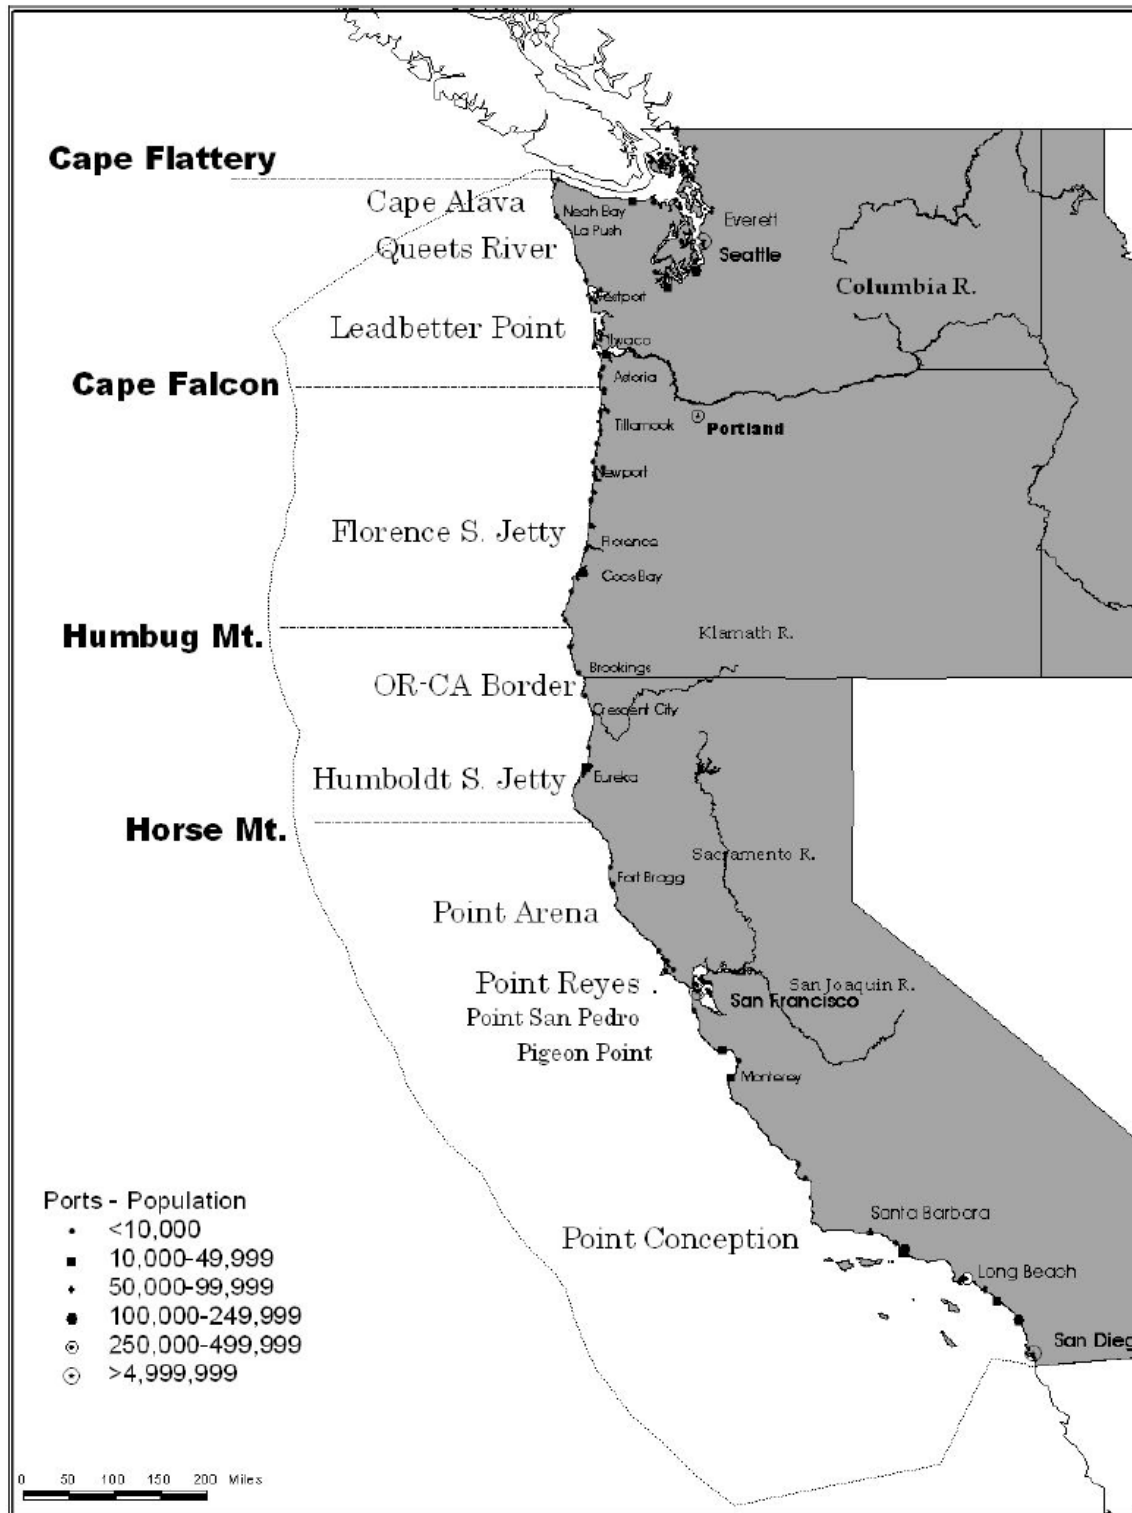 Cape Flattery
Cape Alava
Neah Bay
La Push
Everett
Queets River
Seattle
Columbia R.
Westport
Leadbetter Point
Ilwaco
Cape Falcon
Astoria
Tillamook
Portland
Newport
Florence S. Jetty
Florence
Coos Bay
Humbug Mt.
Klamath R.
Brookings
OR-CA Border
Crescent City
Humboldt S. Jetty
Eureka
Horse Mt.
Sacramento R.
Fort Bragg
Point Arena
Point Reyes .
San Joaquin R.
San Francisco
Point San Pedro
Pigeon Point
Monterey
Santa Barbara
Point Conception
Long Beach
San Dieg
Ports - Population
<10,000
10,000-49,999
50,000-99,999
100,000-249,999
250,000-499,999
>4,999,999
0 50 100 150 200 Miles